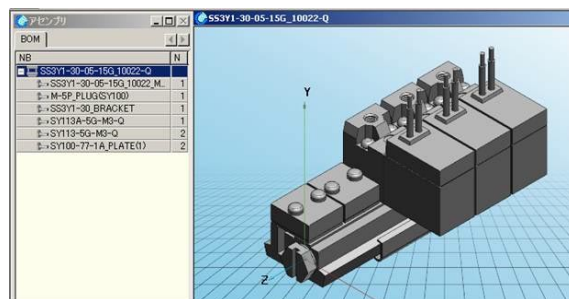 アセンブリ
BOM
NB N
SS3Y1-30-05-15G_10022-Q
SS3Y1-30-05-15G_10022_M... 1
M-5P_PLUG(SY100) 1
SS3Y1-30_BRACKET 1
SY113A-5G-M3-Q 1
SY113-5G-M3-Q 2
SY100-77-1A_PLATE(1) 2
SS3Y1-30-05-15G_10022-Q
Y
Z